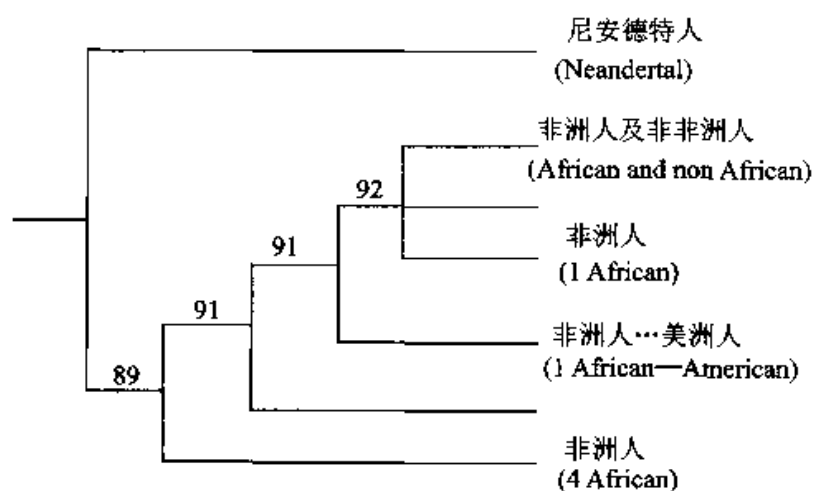 尼安德特人
(Neandertal)
非洲人及非非洲人
(African and non African)
92
非洲人
(1 African)
91
91
非洲人…美洲人
(1 African—American)
89
非洲人
(4 African)